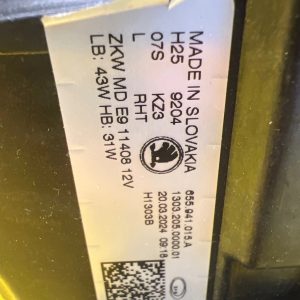 MADE IN SLOVAKIA
H25 9204
07S KZ3
L RHT
ZKW MD E9 11408 12V
LB: 43W HB: 31W
655.941.015.A
1303.205.0000.01
20.03.2024 09:18
H1303B